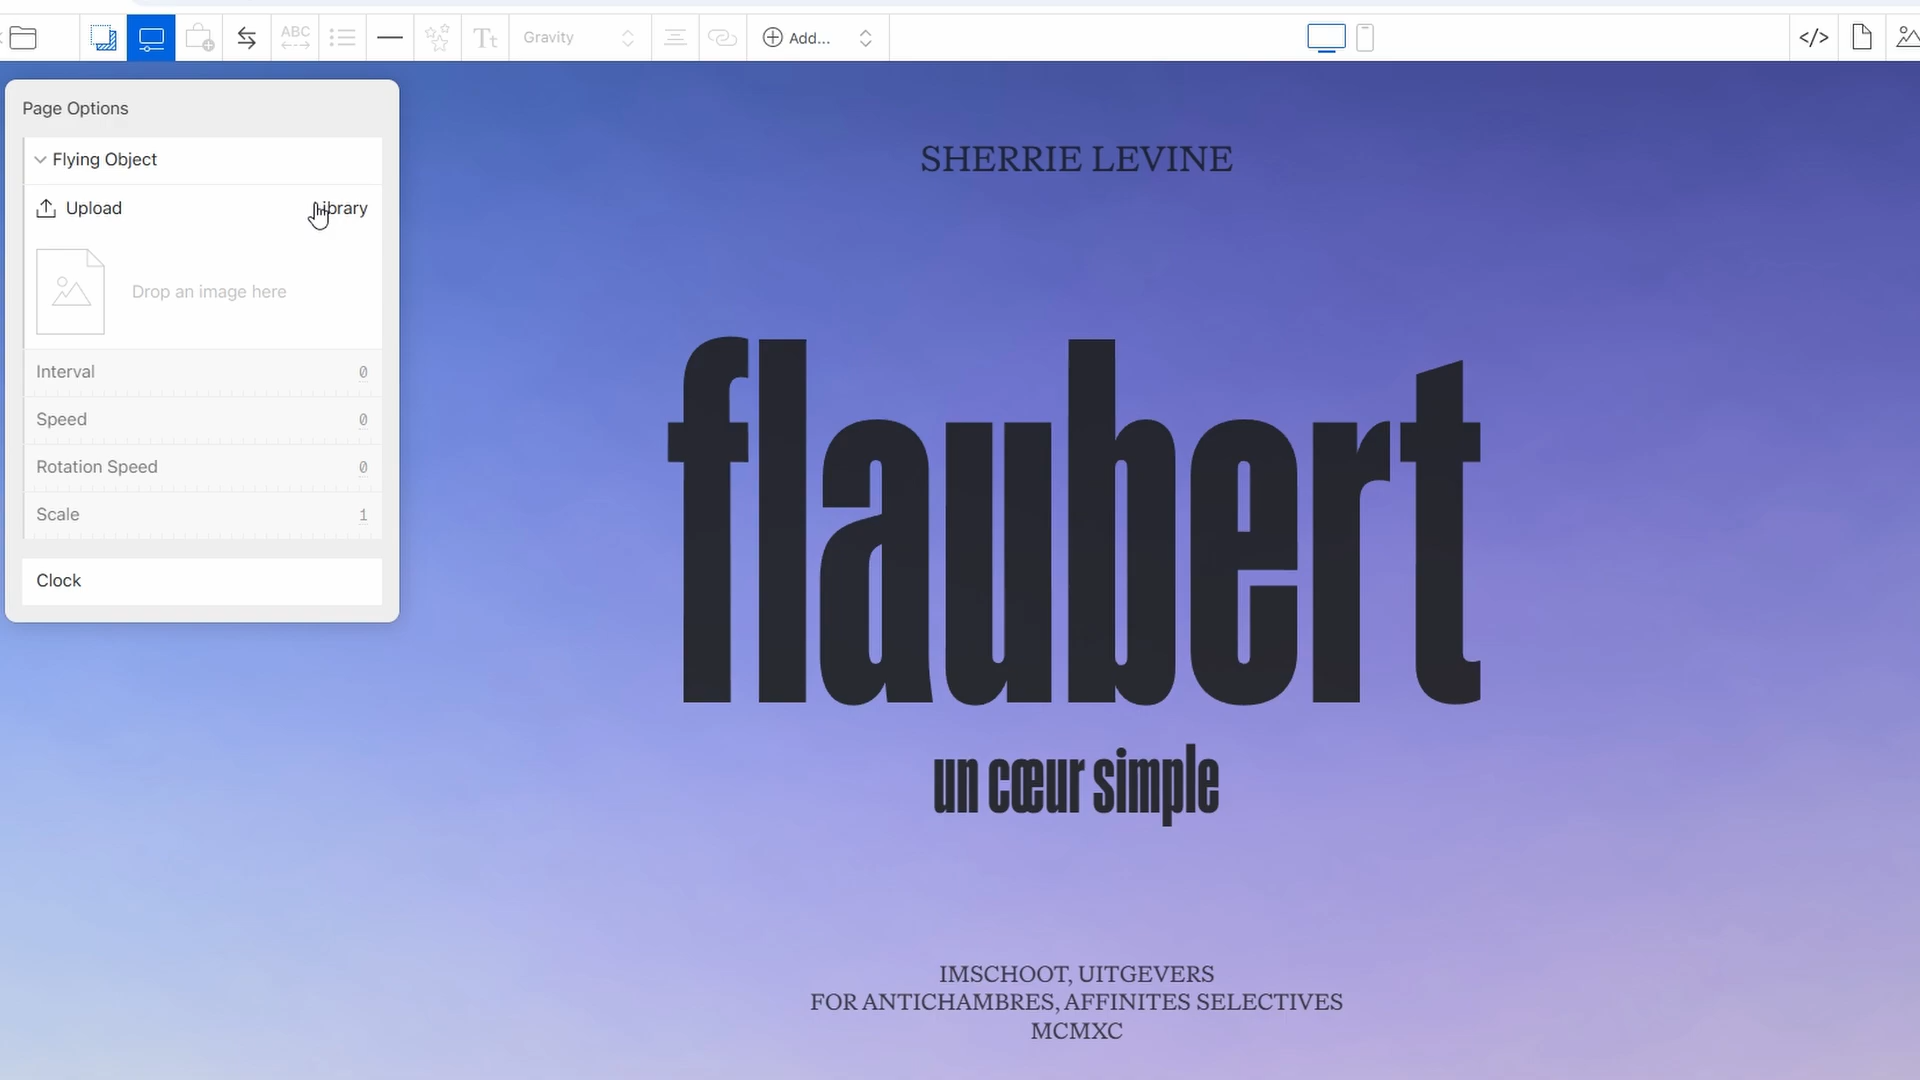 ABC
Tt
Gravity
Add...
</>
Page Options
Flying Object
Upload
Library
Drop an image here
Interval 0
Speed 0
Rotation Speed 0
Scale 1
Clock
SHERRIE LEVINE
flaubert
un cœur simple
IMSCHOOT, UITGEVERS
FOR ANTICHAMBRES, AFFINITES SELECTIVES
MCMXC